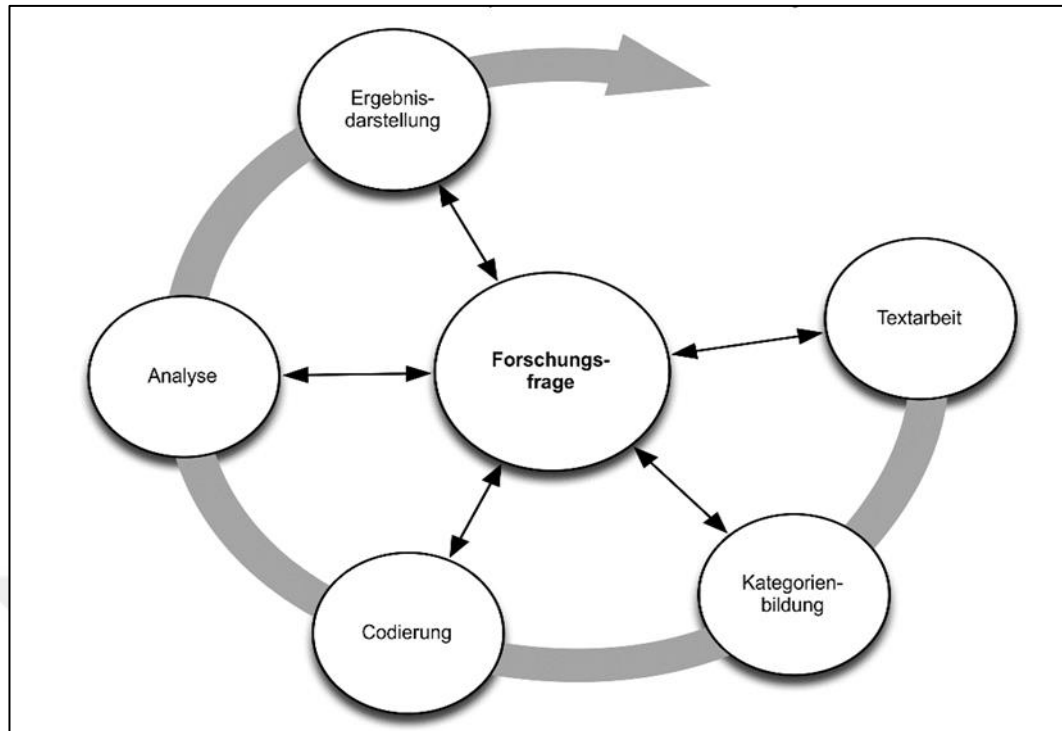 Ergebnis-
darstellung
Textarbeit
Forschungs-
frage
Analyse
Kategorien-
bildung
Codierung